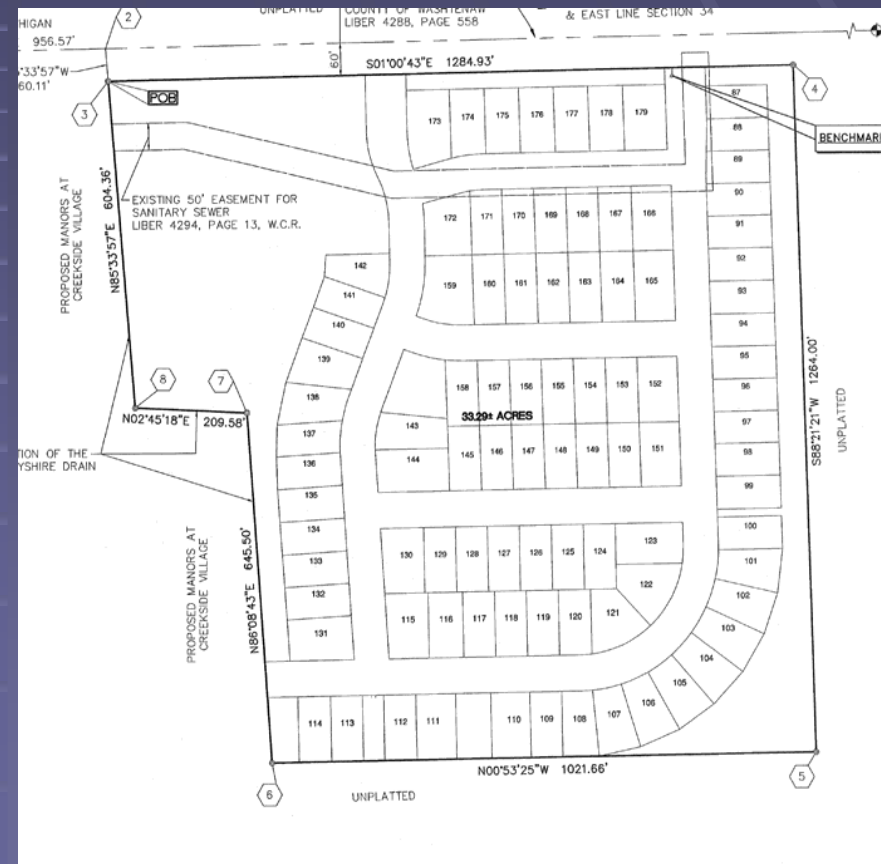 UNPLATTED
COUNTY OF WASHTENAW
LIBER 4288, PAGE 558
& EAST LINE SECTION 34
2
956.57'
60'
S01°00'43"E 1284.93'
4
3
POB
BENCHMARK
EXISTING 50' EASEMENT FOR
SANITARY SEWER
LIBER 4294, PAGE 13, W.C.R.
PROPOSED MANORS AT
CREEKSIDE VILLAGE
N85°33'57"E 604.36'
173 174 175 176 177 178 179
87
88
89
90
91
92
93
94
95
96
97
98
99
100
101
102
103
104
105
106
107
172 171 170 169 168 167 166
159 160 161 162 163 164 165
142
141
140
139
138
137
136
135
134
133
132
131
158 157 156 155 154 153 152
33.29± ACRES
143
144
145 146 147 148 149 150 151
8
7
N02°45'18"E 209.58'
S88°21'21"W 1264.00'
UNPLATTED
PROPOSED MANORS AT
CREEKSIDE VILLAGE
N86°08'43"E 645.50'
130 129 128 127 126 125 124 123
122
115 116 117 118 119 120 121
114 113 112 111 110 109 108
N00°53'25"W 1021.66'
6
5
UNPLATTED